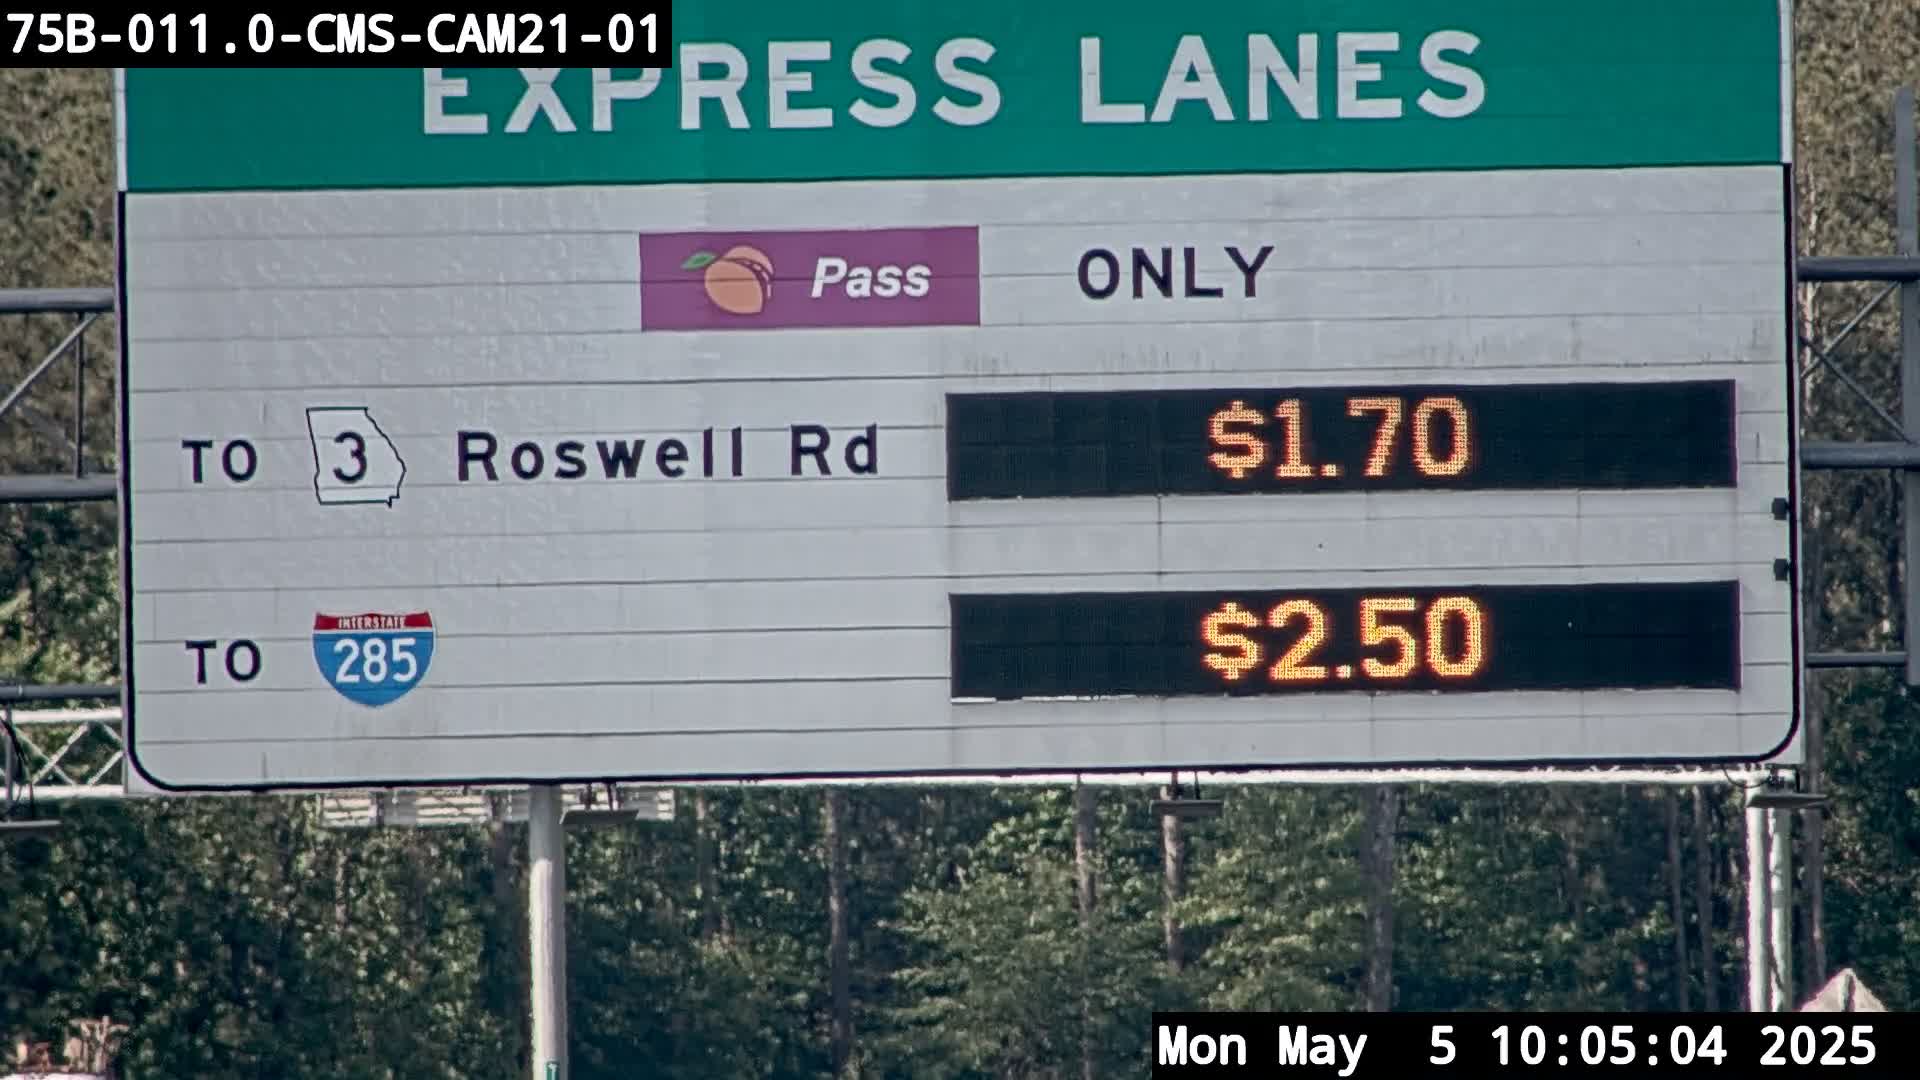 75B-011.0-CMS-CAM21-01
EXPRESS LANES
Pass ONLY
TO 3 Roswell Rd $1.70
INTERSTATE
TO 285 $2.50
Mon May 5 10:05:04 2025